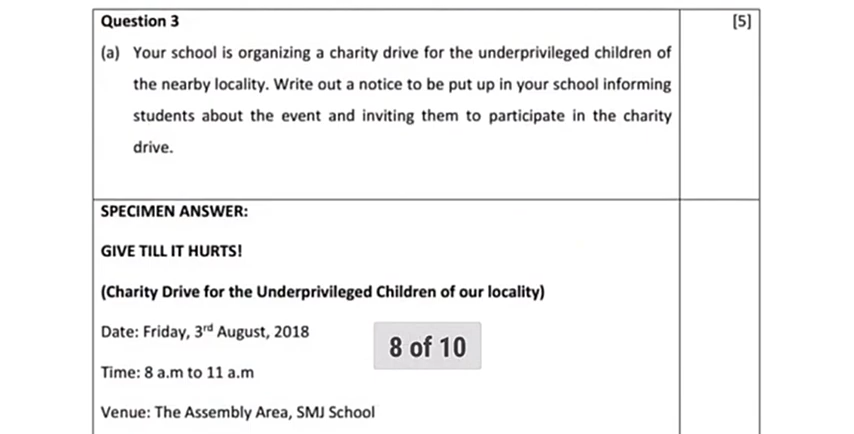 Question 3 [5]
(a) Your school is organizing a charity drive for the underprivileged children of
the nearby locality. Write out a notice to be put up in your school informing
students about the event and inviting them to participate in the charity
drive.
SPECIMEN ANSWER:
GIVE TILL IT HURTS!
(Charity Drive for the Underprivileged Children of our locality)
Date: Friday, 3rd August, 2018
8 of 10
Time: 8 a.m to 11 a.m
Venue: The Assembly Area, SMJ School